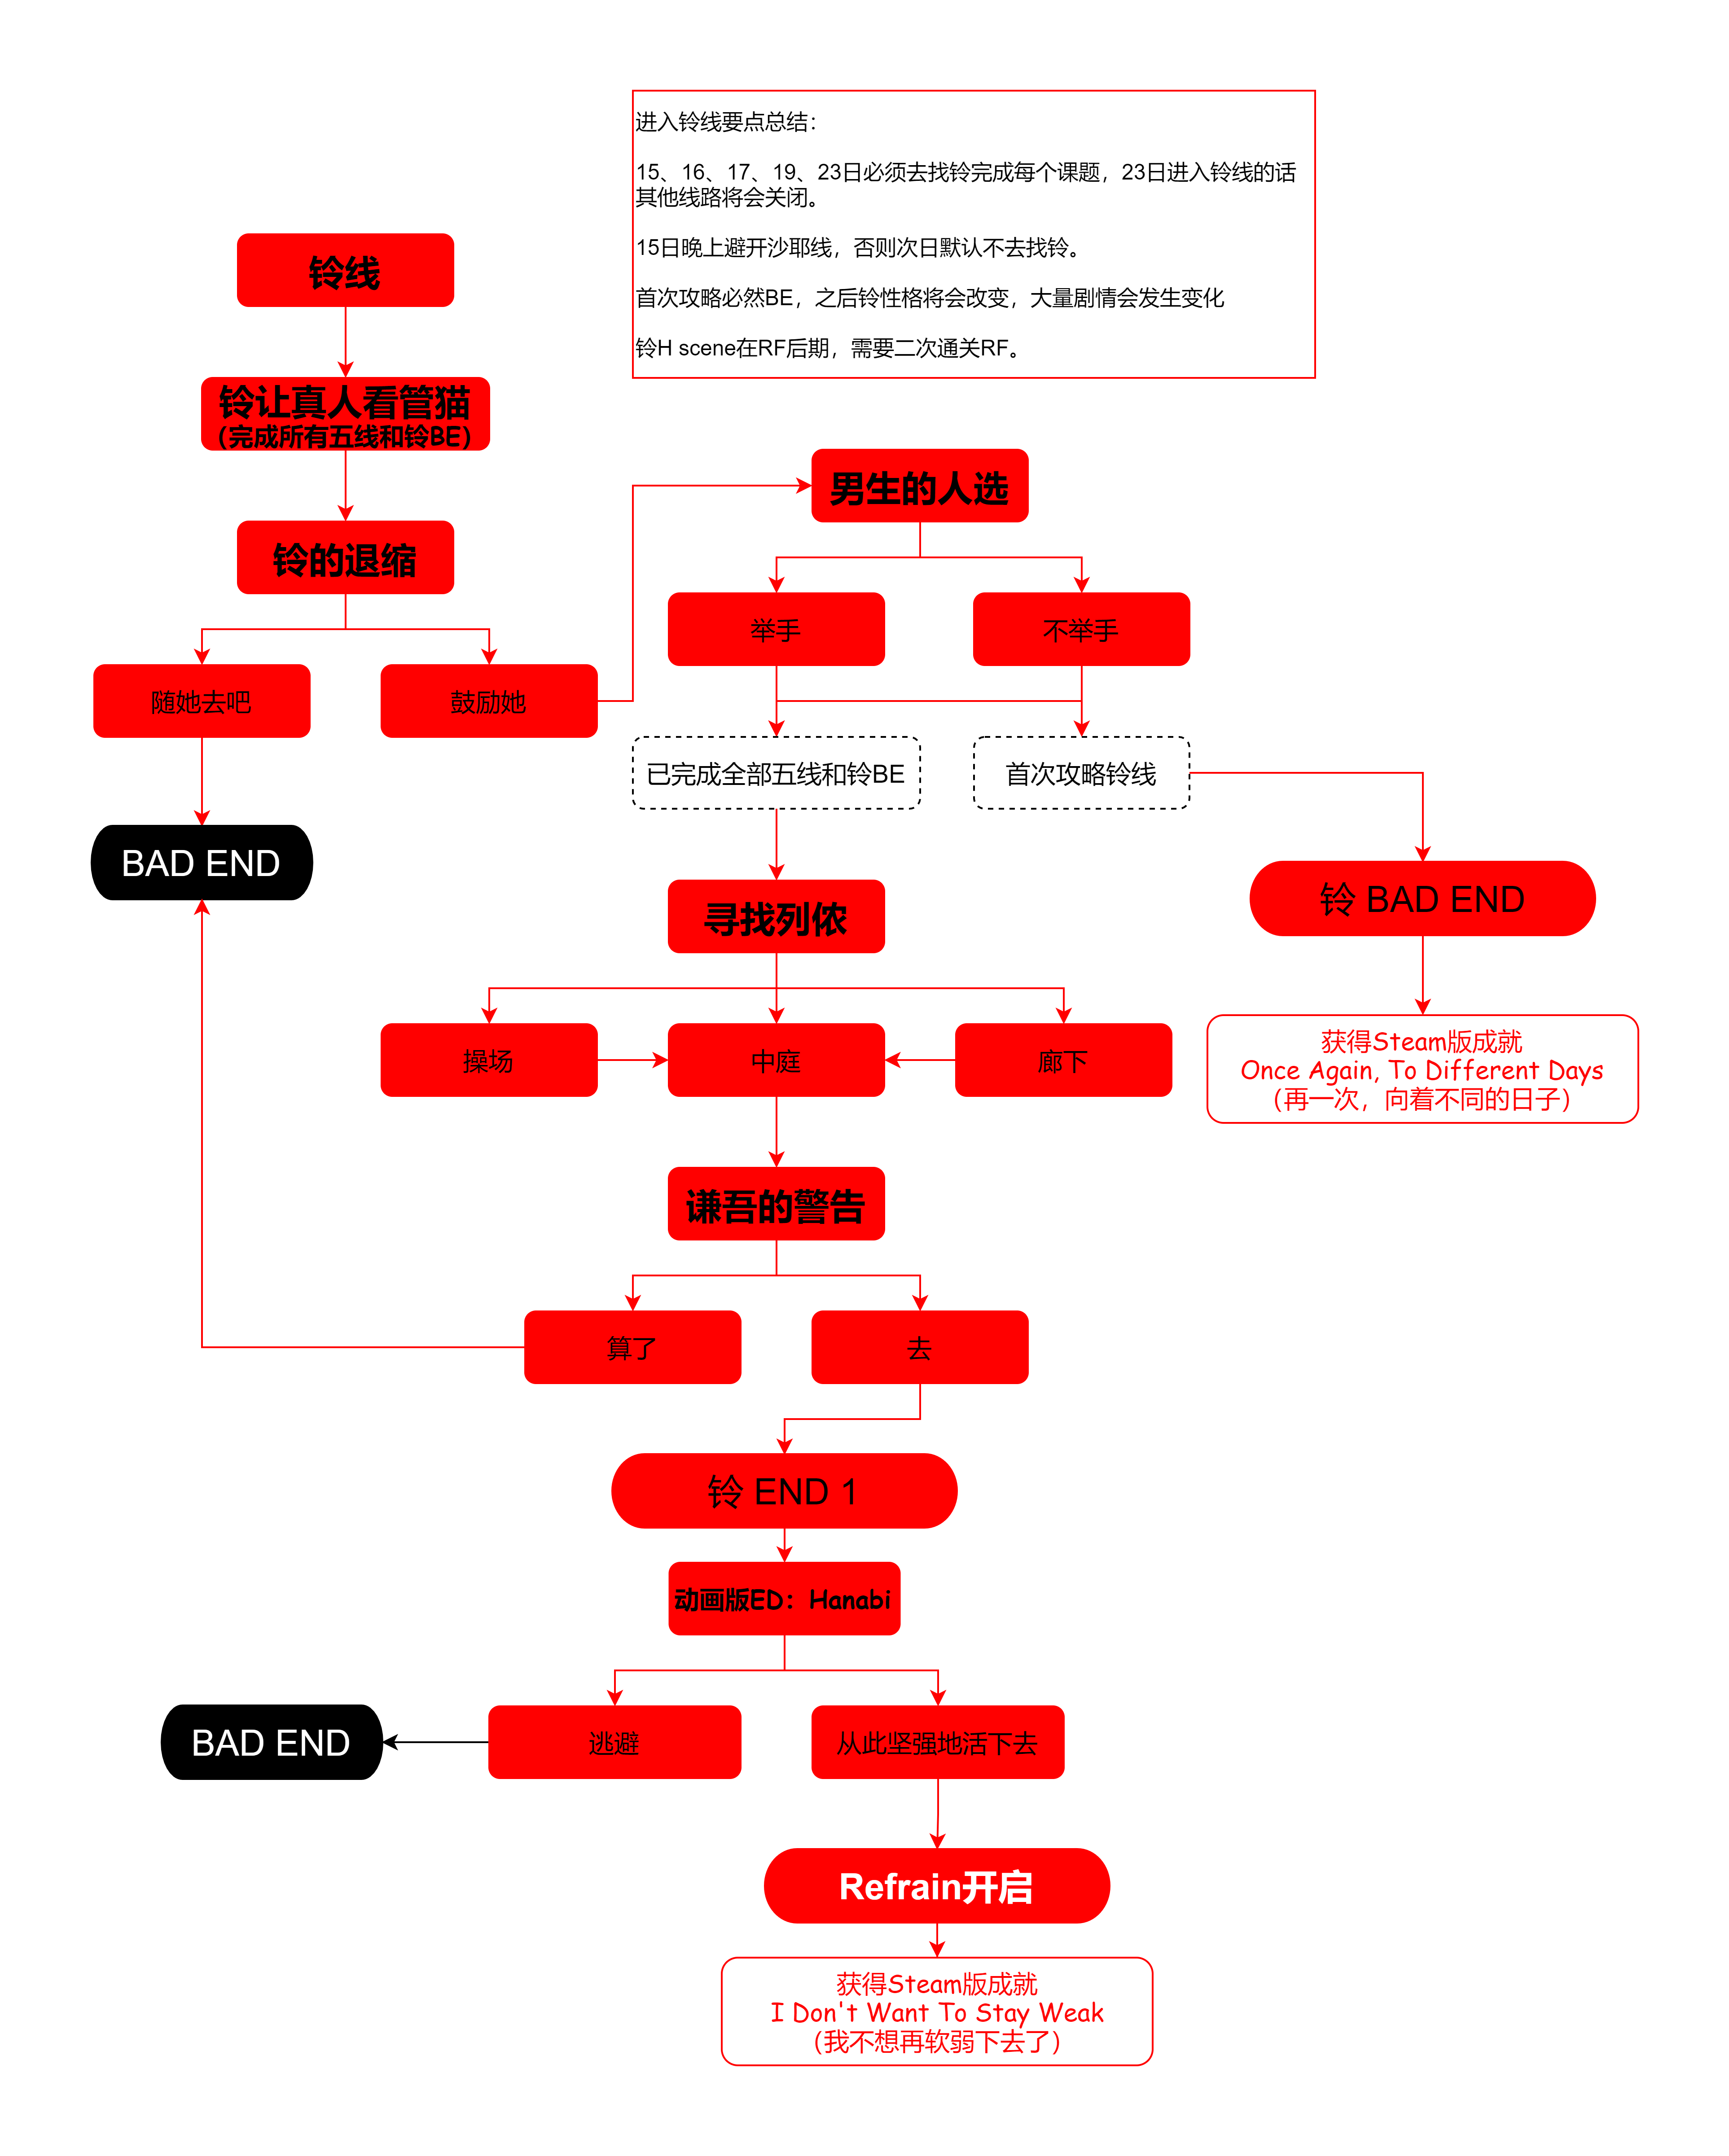 进入铃线要点总结：
15、16、17、19、23日必须去找铃完成每个课题，23日进入铃线的话
其他线路将会关闭。
15日晚上避开沙耶线，否则次日默认不去找铃。
首次攻略必然BE，之后铃性格将会改变，大量剧情会发生变化
铃H scene在RF后期，需要二次通关RF。
铃线
铃让真人看管猫
（完成所有五线和铃BE）
铃的退缩
随她去吧
鼓励她
BAD END
男生的人选
举手
不举手
已完成全部五线和铃BE
首次攻略铃线
铃 BAD END
获得Steam版成就
Once Again, To Different Days
（再一次，向着不同的日子）
寻找列侬
操场
中庭
廊下
谦吾的警告
算了
去
铃 END 1
动画版ED：Hanabi
逃避
从此坚强地活下去
BAD END
Refrain开启
获得Steam版成就
I Don't Want To Stay Weak
（我不想再软弱下去了）